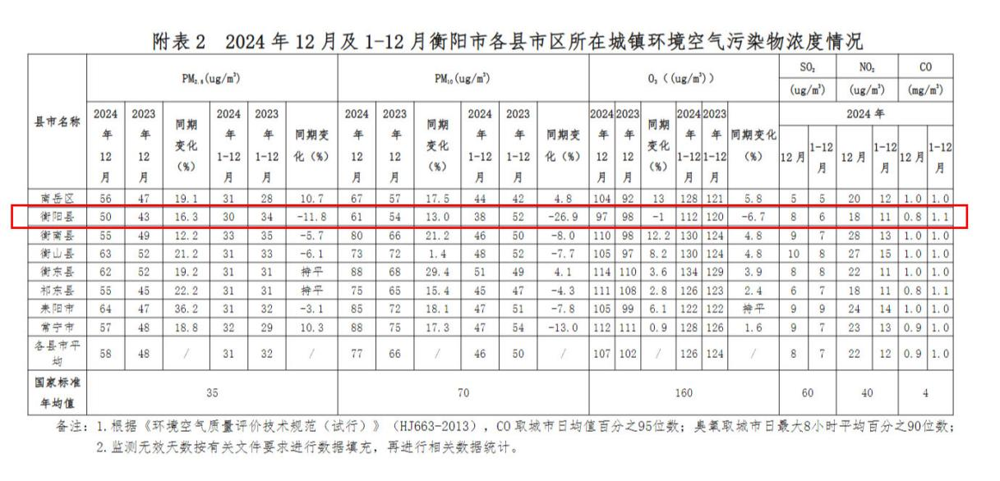 附表2 2024年12月及1-12月衡阳市各县市区所在城镇环境空气污染物浓度情况
县市名称 PM₂.₅(ug/m³) PM₁₀(ug/m³) O₃((ug/m³)) SO₂ NO₂ CO
(ug/m³) (ug/m³) (mg/m³)
2024年12月 2023年12月 同期变化(%) 2024年1-12月 2023年1-12月 同期变化(%) 2024年12月 2023年12月 同期变化(%) 2024年1-12月 2023年1-12月 同期变化(%) 2024年12月 2023年12月 同期变化(%) 2024年1-12月 2023年1-12月 同期变化(%) 2024年
12月 1-12月 12月 1-12月 12月 1-12月
南岳区 56 47 19.1 31 28 10.7 67 57 17.5 44 42 4.8 104 92 13 128 121 5.8 5 5 20 12 1.0 1.0
衡阳县 50 43 16.3 30 34 -11.8 61 54 13.0 38 52 -26.9 97 98 -1 112 120 -6.7 8 6 18 11 0.8 1.1
衡南县 55 49 12.2 33 35 -5.7 80 66 21.2 46 50 -8.0 110 98 12.2 130 124 4.8 9 7 28 13 1.0 1.0
衡山县 63 52 21.2 31 33 -6.1 73 72 1.4 48 52 -7.7 105 97 8.2 130 124 4.8 10 8 27 15 1.0 1.0
衡东县 62 52 19.2 31 31 持平 88 68 29.4 51 49 4.1 114 110 3.6 134 129 3.9 8 8 22 11 1.0 1.0
祁东县 55 45 22.2 31 31 持平 75 65 15.4 45 47 -4.3 111 108 2.8 126 123 2.4 6 7 18 11 0.8 1.1
耒阳市 64 47 36.2 31 32 -3.1 85 72 18.1 47 51 -7.8 105 99 6.1 122 122 持平 9 9 24 14 1.0 1.0
常宁市 57 48 18.8 32 29 10.3 88 75 17.3 47 54 -13.0 112 111 0.9 128 126 1.6 9 7 23 13 0.9 1.0
各县市平均 58 48 / 31 32 / 77 66 / 46 50 / 107 102 / 126 124 / 8 7 22 12 0.9 1.0
国家标准年均值 35 70 160 60 40 4
备注：1.根据《环境空气质量评价技术规范（试行）》（HJ663-2013），CO取城市日均值百分之95位数；臭氧取城市日最大8小时平均百分之90位数；
2.监测无效天数按有关文件要求进行数据填充，再进行相关数据统计。